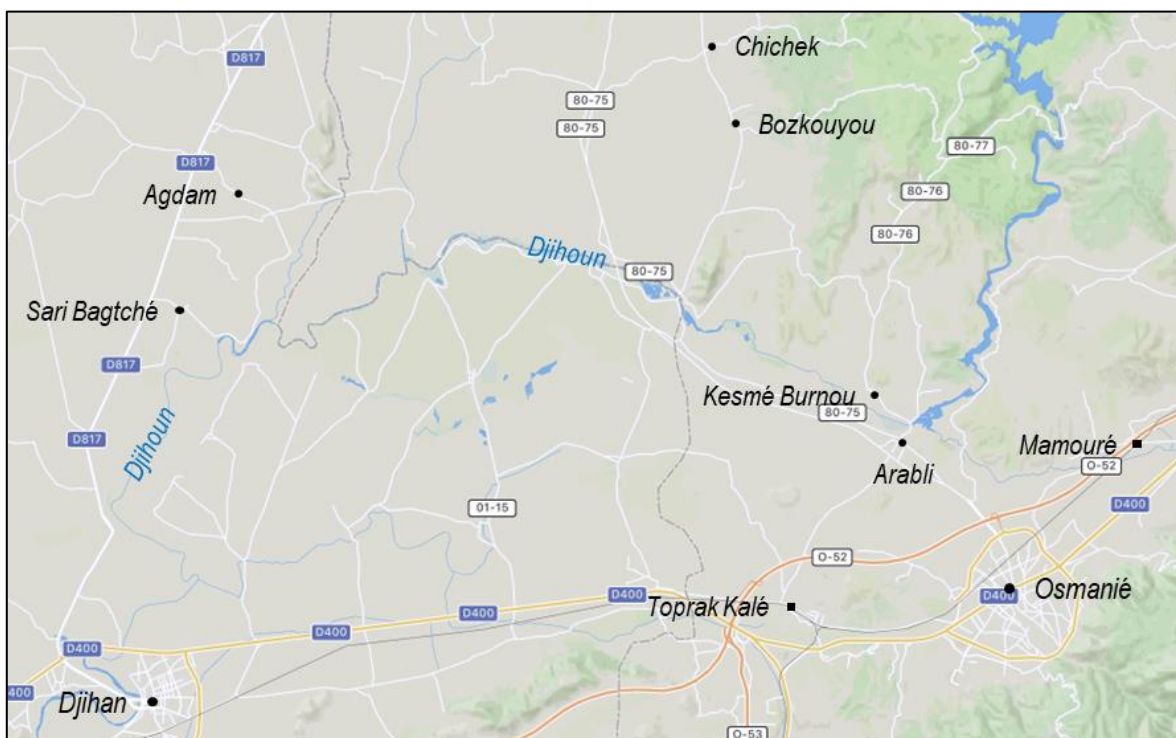 D817
Chichek
80-75
80-75
Bozkouyou
80-77
D817
Agdam
80-76
80-76
Djihoun
80-75
Sari Bagtché
D817
Kesmé Burnou
80-75
Djihoun
D817
Arabli
Mamouré
O-52
D400
01-15
O-52
D400
D400
Toprak Kalé
D400
Osmanié
D400
D400
D400
Djihan
O-53